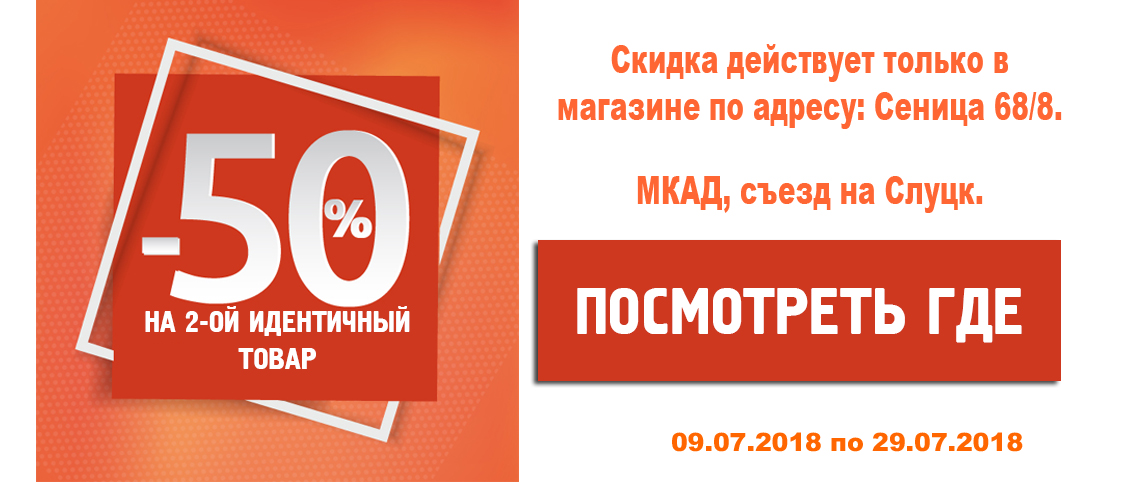 -50%
НА 2-ОЙ ИДЕНТИЧНЫЙ
ТОВАР
Скидка действует только в
магазине по адресу: Сеница 68/8.
МКАД, съезд на Слуцк.
ПОСМОТРЕТЬ ГДЕ
09.07.2018 по 29.07.2018